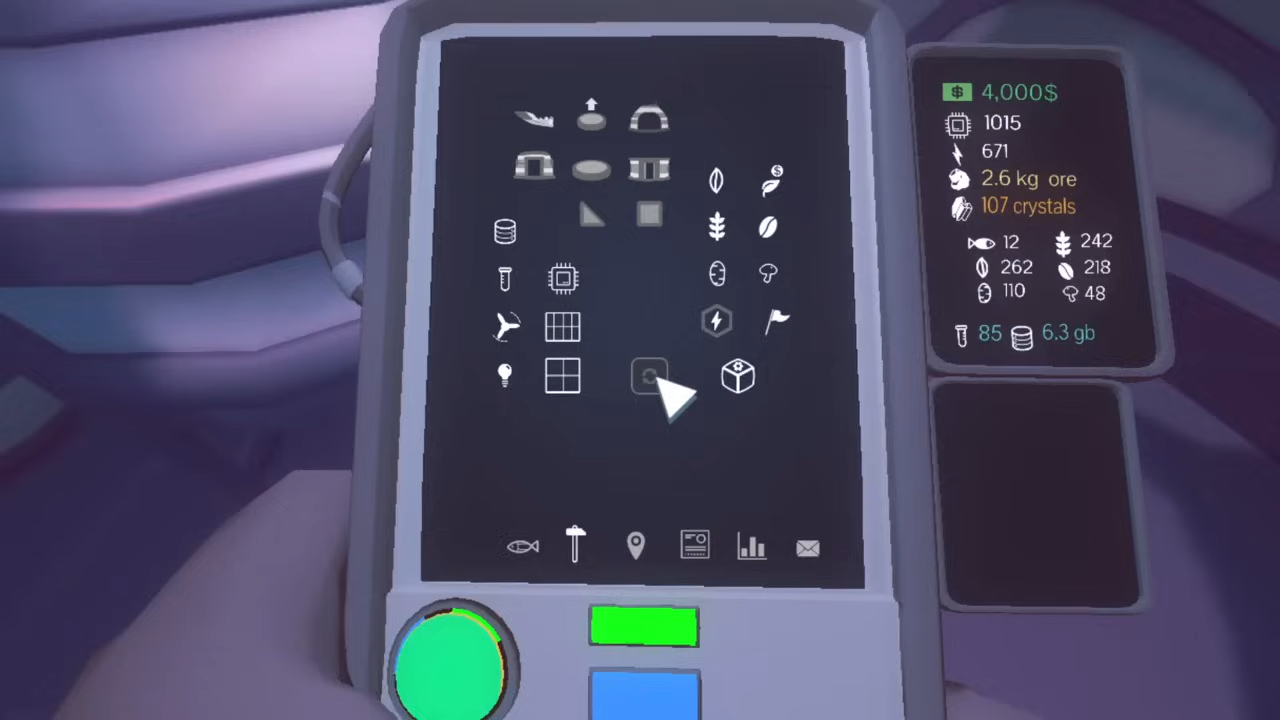 4,000$
1015
671
2.6 kg ore
107 crystals
12 242
262 218
110 48
85 6.3 gb